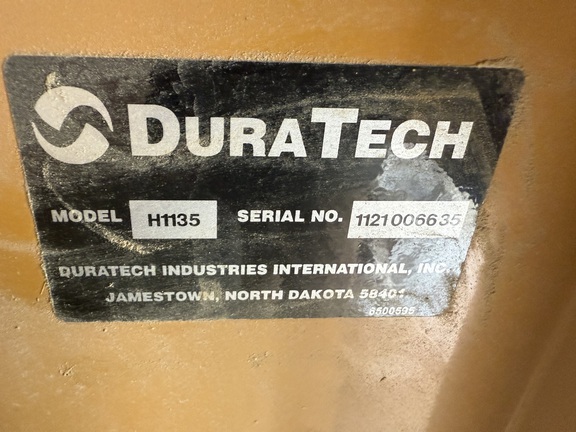 DURATECH
MODEL H1135 SERIAL NO. 1121006635
DURATECH INDUSTRIES INTERNATIONAL, INC.
JAMESTOWN, NORTH DAKOTA 58401
6500595